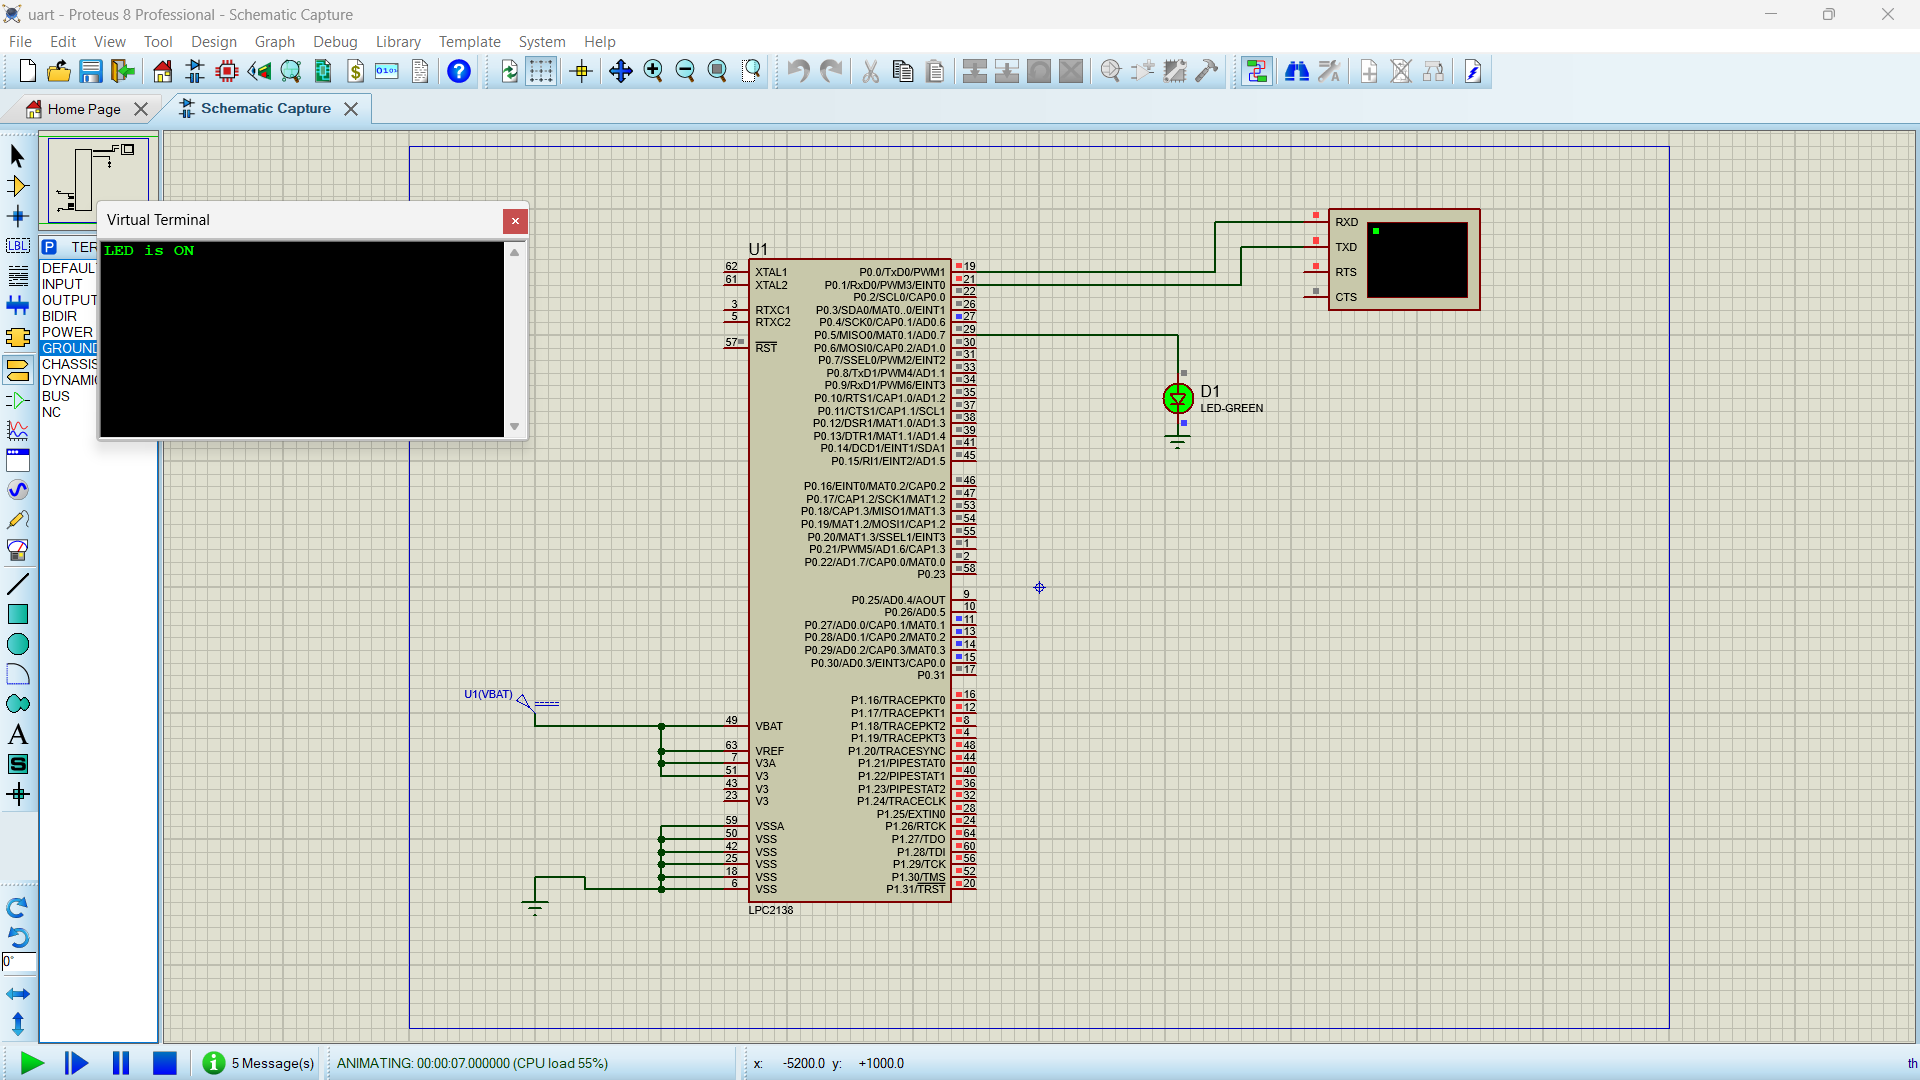 uart - Proteus 8 Professional - Schematic Capture
File Edit View Tool Design Graph Debug Library Template System Help
Home Page
Schematic Capture
Virtual Terminal
LED is ON
P
TER
DEFAUL
INPUT
OUTPUT
BIDIR
POWER
GROUND
CHASSIS
DYNAMI
BUS
NC
LBL
A
S
0°
U1
62 XTAL1
61 XTAL2
3 RTXC1
5 RTXC2
57 RST
49 VBAT
63 VREF
7 V3A
51 V3
43 V3
23 V3
59 VSSA
50 VSS
42 VSS
25 VSS
18 VSS
6 VSS
P0.0/TxD0/PWM1 19
P0.1/RxD0/PWM3/EINT0 21
P0.2/SCL0/CAP0.0 22
P0.3/SDA0/MAT0..0/EINT1 26
P0.4/SCK0/CAP0.1/AD0.6 27
P0.5/MISO0/MAT0.1/AD0.7 29
P0.6/MOSI0/CAP0.2/AD1.0 30
P0.7/SSEL0/PWM2/EINT2 31
P0.8/TxD1/PWM4/AD1.1 33
P0.9/RxD1/PWM6/EINT3 34
P0.10/RTS1/CAP1.0/AD1.2 35
P0.11/CTS1/CAP1.1/SCL1 37
P0.12/DSR1/MAT1.0/AD1.3 38
P0.13/DTR1/MAT1.1/AD1.4 39
P0.14/DCD1/EINT1/SDA1 41
P0.15/RI1/EINT2/AD1.5 45
P0.16/EINT0/MAT0.2/CAP0.2 46
P0.17/CAP1.2/SCK1/MAT1.2 47
P0.18/CAP1.3/MISO1/MAT1.3 53
P0.19/MAT1.2/MOSI1/CAP1.2 54
P0.20/MAT1.3/SSEL1/EINT3 55
P0.21/PWM5/AD1.6/CAP1.3 1
P0.22/AD1.7/CAP0.0/MAT0.0 2
P0.23 58
P0.25/AD0.4/AOUT 9
P0.26/AD0.5 10
P0.27/AD0.0/CAP0.1/MAT0.1 11
P0.28/AD0.1/CAP0.2/MAT0.2 13
P0.29/AD0.2/CAP0.3/MAT0.3 14
P0.30/AD0.3/EINT3/CAP0.0 15
P0.31 17
P1.16/TRACEPKT0 16
P1.17/TRACEPKT1 12
P1.18/TRACEPKT2 8
P1.19/TRACEPKT3 4
P1.20/TRACESYNC 48
P1.21/PIPESTAT0 44
P1.22/PIPESTAT1 40
P1.23/PIPESTAT2 36
P1.24/TRACECLK 32
P1.25/EXTIN0 28
P1.26/RTCK 24
P1.27/TDO 64
P1.28/TDI 60
P1.29/TCK 56
P1.30/TMS 52
P1.31/TRST 20
LPC2138
U1(VBAT)
RXD
TXD
RTS
CTS
D1
LED-GREEN
5 Message(s)
ANIMATING: 00:00:07.000000 (CPU load 55%)
x: -5200.0 y: +1000.0
th